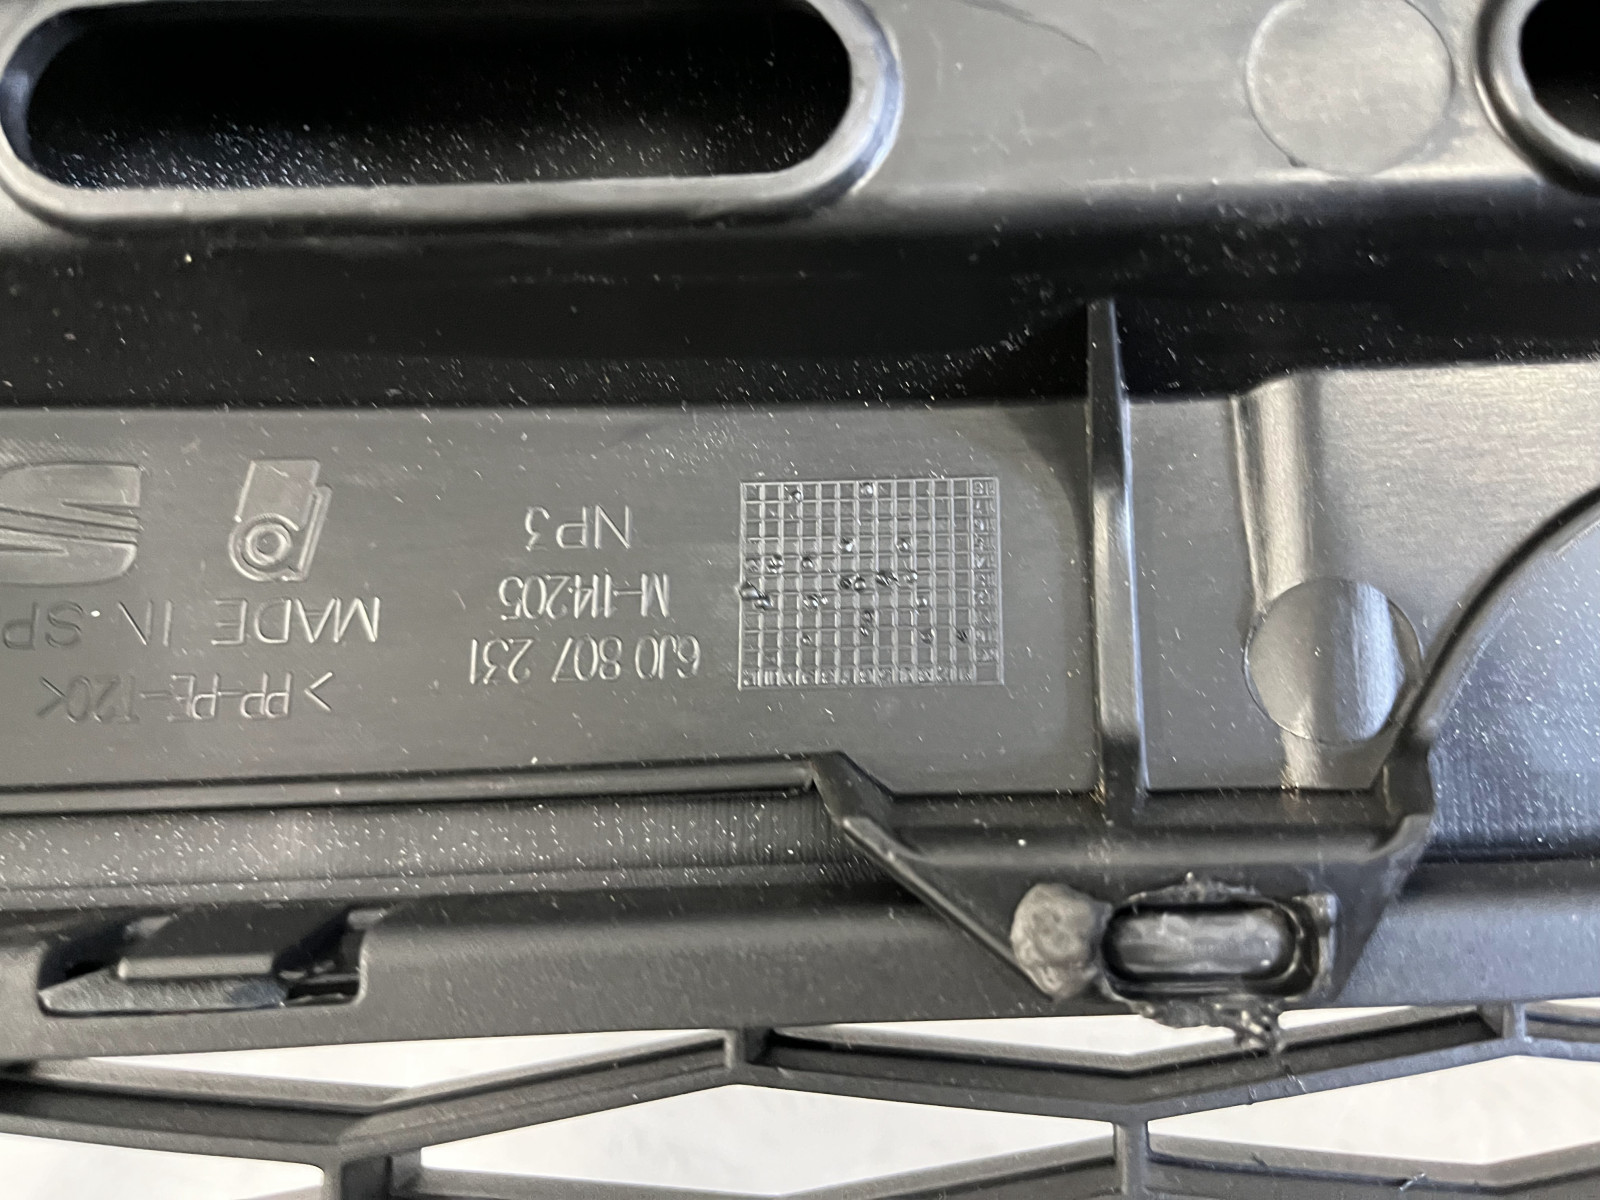 >PP-PE-T20<
MADE IN SP
6J0 807 231
M-114205
NP3